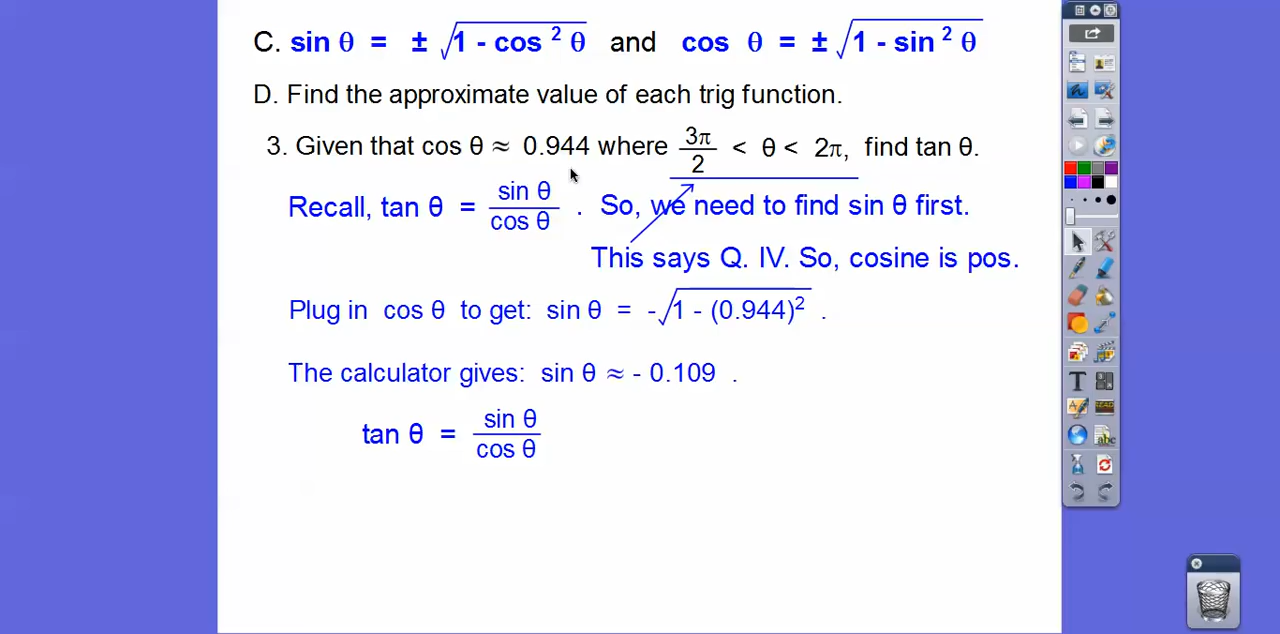 C. sin θ = ± √1 - cos ² θ and cos θ = ± √1 - sin ² θ
D. Find the approximate value of each trig function.
3. Given that cos θ ≈ 0.944 where 3π/2 < θ < 2π, find tan θ.
Recall, tan θ = sin θ/cos θ . So, we need to find sin θ first.
This says Q. IV. So, cosine is pos.
Plug in cos θ to get: sin θ = -√1 - (0.944)² .
The calculator gives: sin θ ≈ - 0.109 .
tan θ = sin θ/cos θ